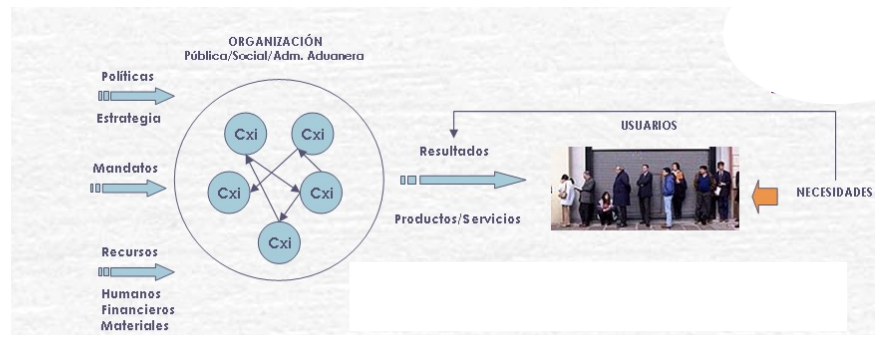 ORGANIZACIÓN
Pública/Social/Adm. Aduanera
Políticas
Estrategia
Mandatos
Recursos
Humanos
Financieros
Materiales
Cxi
Cxi
Cxi
Cxi
Cxi
Resultados
Productos/Servicios
USUARIOS
NECESIDADES